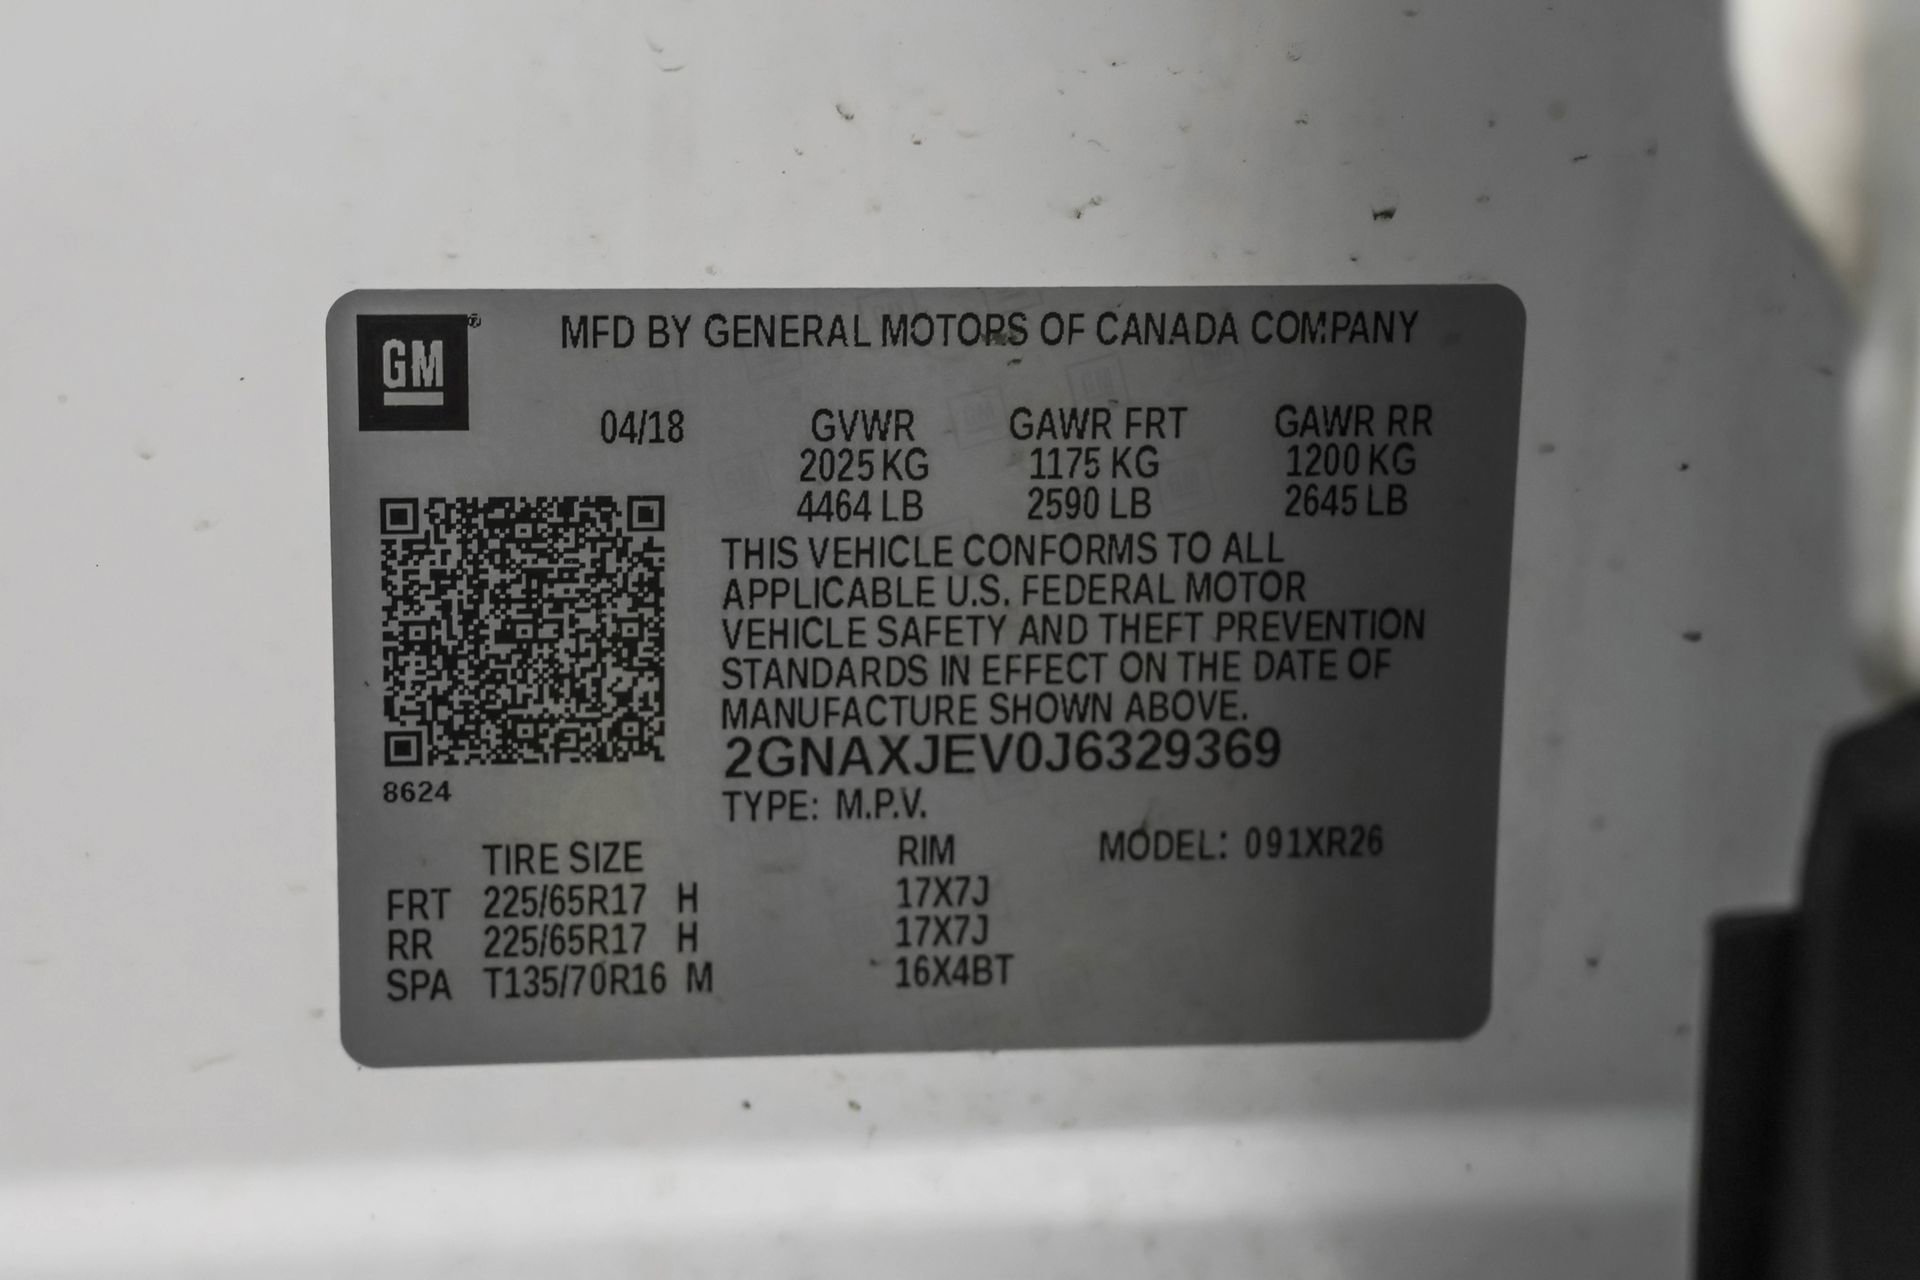 GM®
MFD BY GENERAL MOTORS OF CANADA COMPANY
04/18 GVWR GAWR FRT GAWR RR
2025 KG 1175 KG 1200 KG
4464 LB 2590 LB 2645 LB
THIS VEHICLE CONFORMS TO ALL
APPLICABLE U.S. FEDERAL MOTOR
VEHICLE SAFETY AND THEFT PREVENTION
STANDARDS IN EFFECT ON THE DATE OF
MANUFACTURE SHOWN ABOVE.
2GNAXJEV0J6329369
8624
TYPE: M.P.V.
TIRE SIZE RIM MODEL: 091XR26
FRT 225/65R17 H 17X7J
RR 225/65R17 H 17X7J
SPA T135/70R16 M 16X4BT